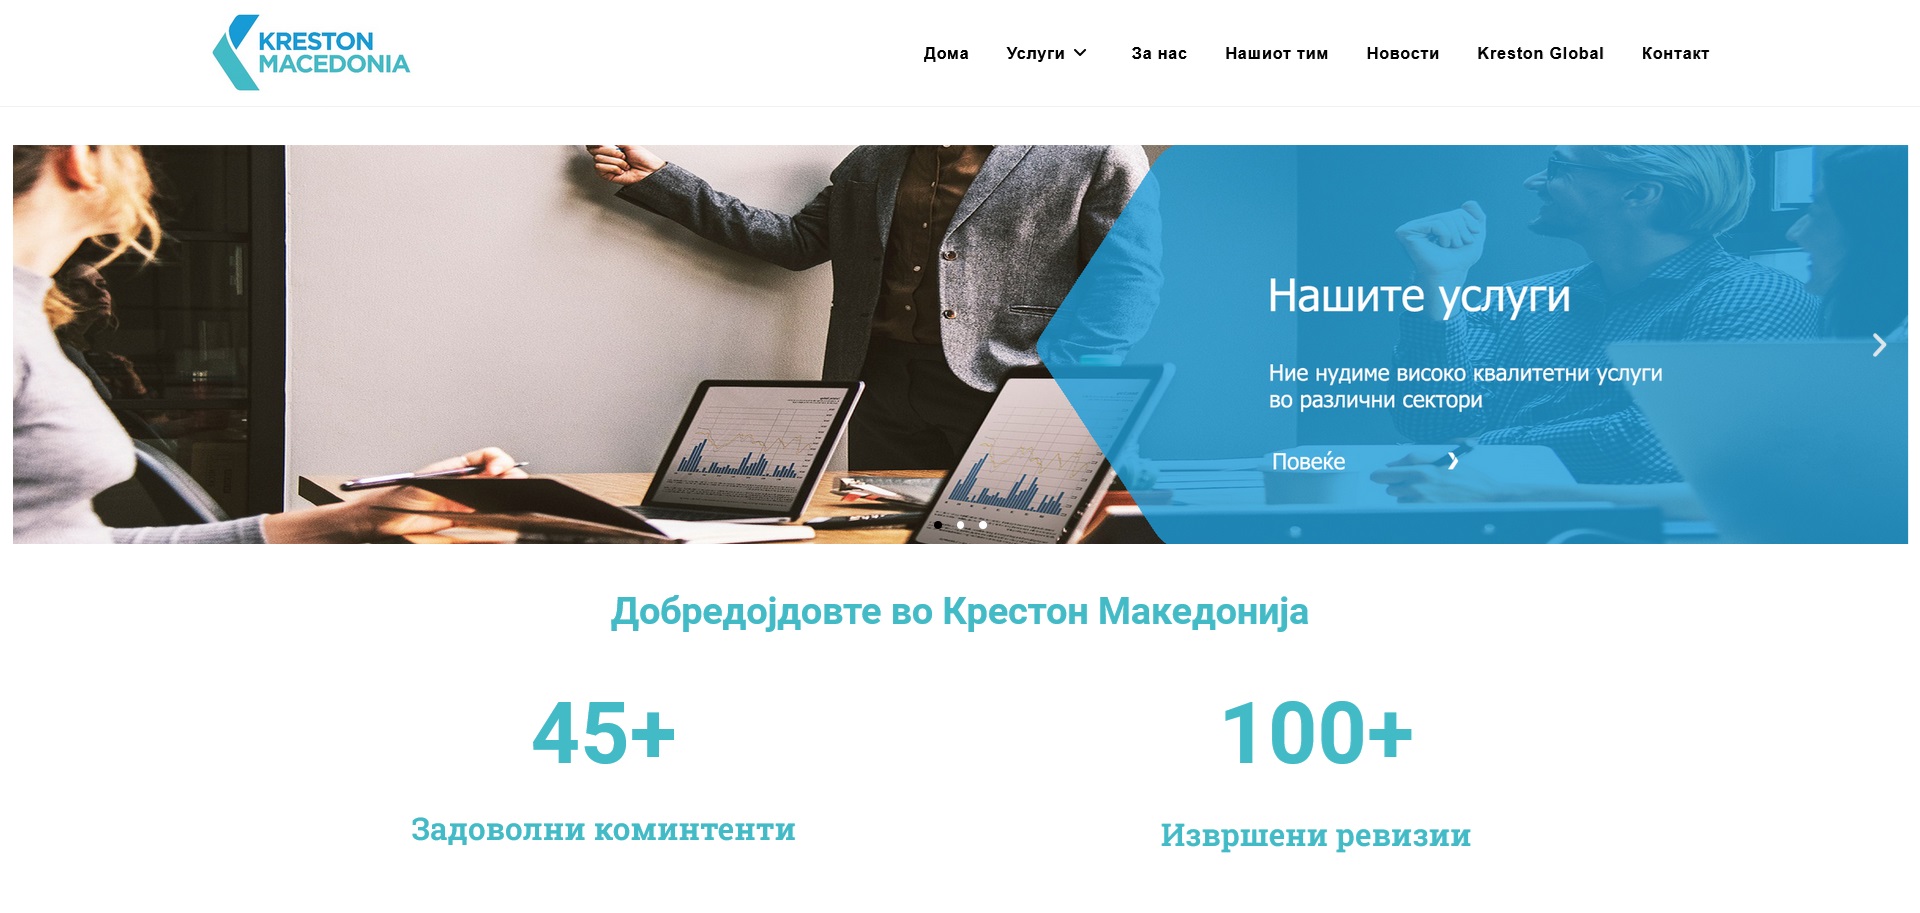 KRESTON
MACEDONIA
Дома Услуги За нас Нашиот тим Новости Kreston Global Контакт
Нашите услуги
Ние нудиме високо квалитетни услуги
во различни сектори
Повеќе
Добредојдовте во Крестон Македонија
45+
100+
Задоволни коминтенти
Извршени ревизии